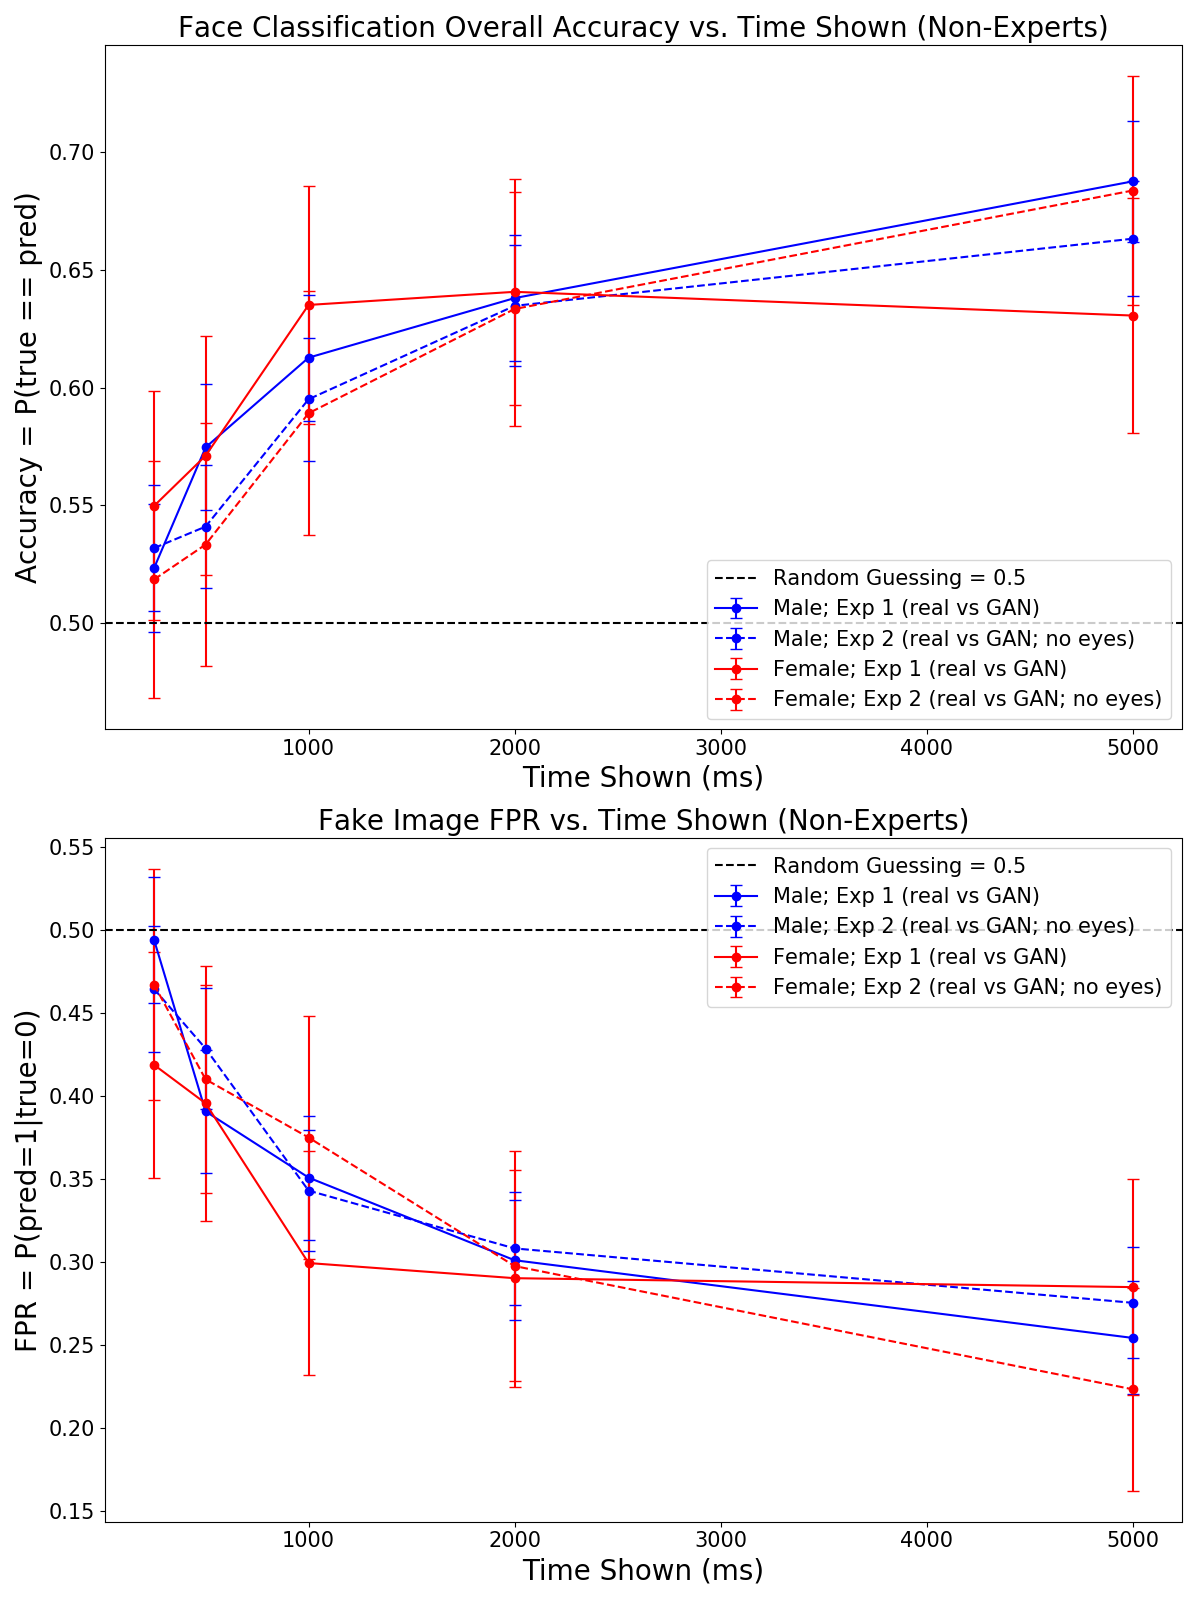 Face Classification Overall Accuracy vs. Time Shown (Non-Experts)
Accuracy = P(true == pred)
0.70
0.65
0.60
0.55
0.50
Random Guessing = 0.5
Male; Exp 1 (real vs GAN)
Male; Exp 2 (real vs GAN; no eyes)
Female; Exp 1 (real vs GAN)
Female; Exp 2 (real vs GAN; no eyes)
1000 2000 3000 4000 5000
Time Shown (ms)
Fake Image FPR vs. Time Shown (Non-Experts)
FPR = P(pred=1|true=0)
0.55
0.50
0.45
0.40
0.35
0.30
0.25
0.20
0.15
Random Guessing = 0.5
Male; Exp 1 (real vs GAN)
Male; Exp 2 (real vs GAN; no eyes)
Female; Exp 1 (real vs GAN)
Female; Exp 2 (real vs GAN; no eyes)
1000 2000 3000 4000 5000
Time Shown (ms)